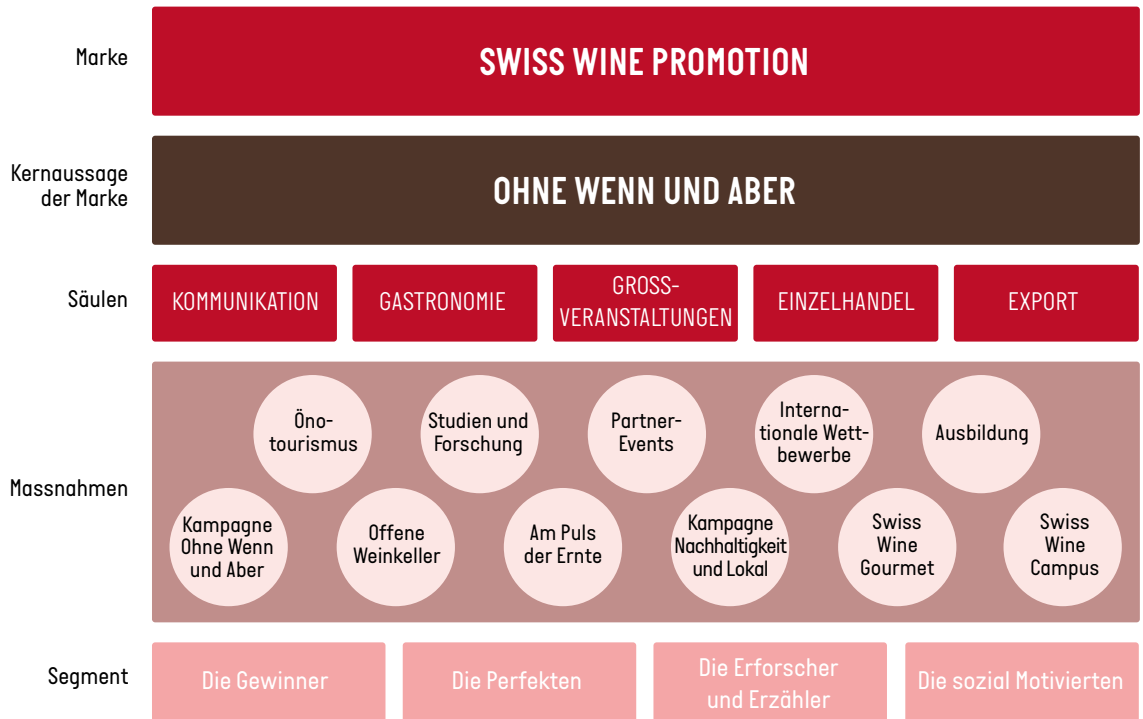 Marke
SWISS WINE PROMOTION
Kernaussage
der Marke
OHNE WENN UND ABER
Säulen
KOMMUNIKATION
GASTRONOMIE
GROSS-
VERANSTALTUNGEN
EINZELHANDEL
EXPORT
Massnahmen
Öno-
tourismus
Studien und
Forschung
Partner-
Events
Interna-
tionale Wett-
bewerbe
Ausbildung
Kampagne
Ohne Wenn
und Aber
Offene
Weinkeller
Am Puls
der Ernte
Kampagne
Nachhaltigkeit
und Lokal
Swiss
Wine
Gourmet
Swiss
Wine
Campus
Segment
Die Gewinner
Die Perfekten
Die Erforscher
und Erzähler
Die sozial Motivierten